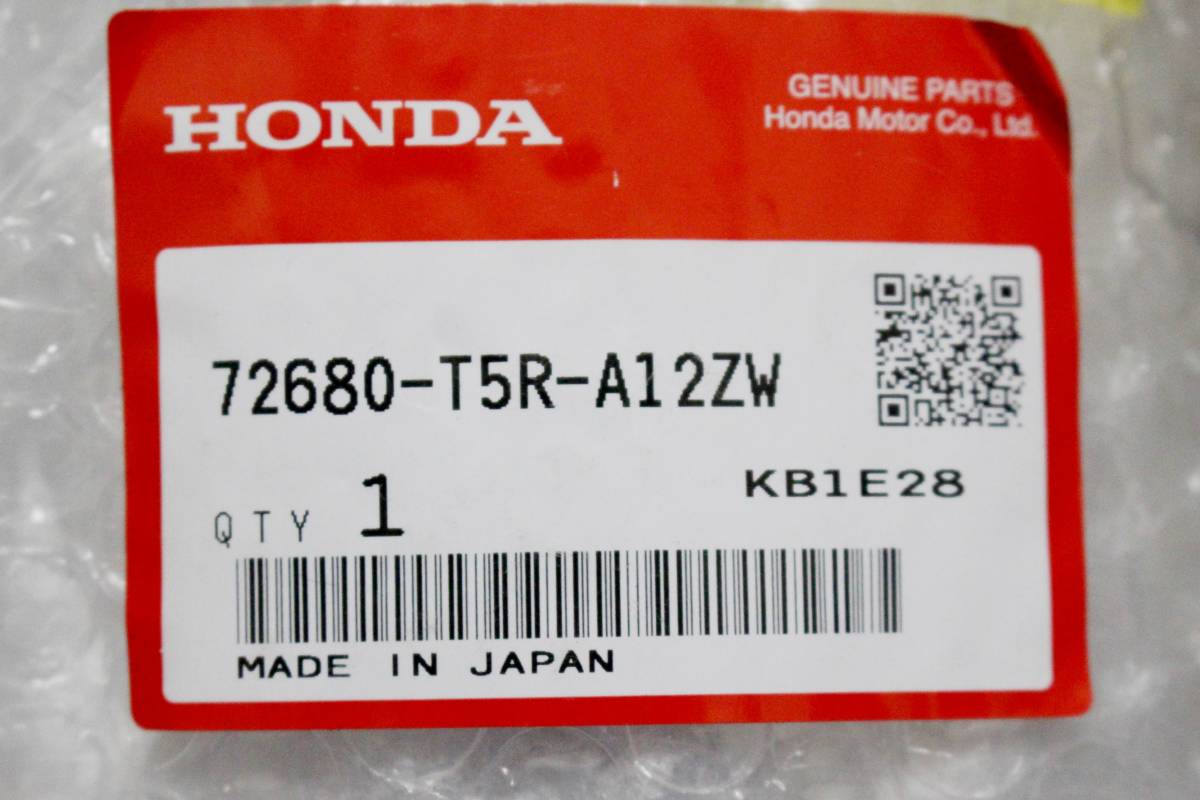 HONDA
GENUINE PARTS
Honda Motor Co., Ltd.
72680-T5R-A12ZW
KB1E28
QTY 1
MADE IN JAPAN